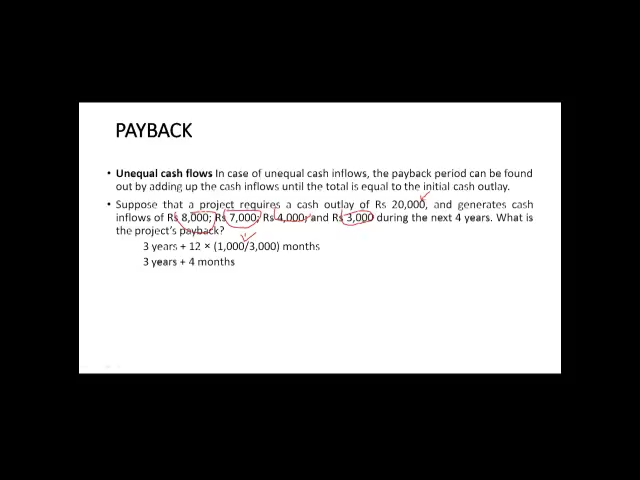 PAYBACK
• Unequal cash flows In case of unequal cash inflows, the payback period can be found
out by adding up the cash inflows until the total is equal to the initial cash outlay.
• Suppose that a project requires a cash outlay of Rs 20,000, and generates cash
inflows of Rs 8,000; Rs 7,000; Rs 4,000; and Rs 3,000 during the next 4 years. What is
the project's payback?
3 years + 12 × (1,000/3,000) months
3 years + 4 months